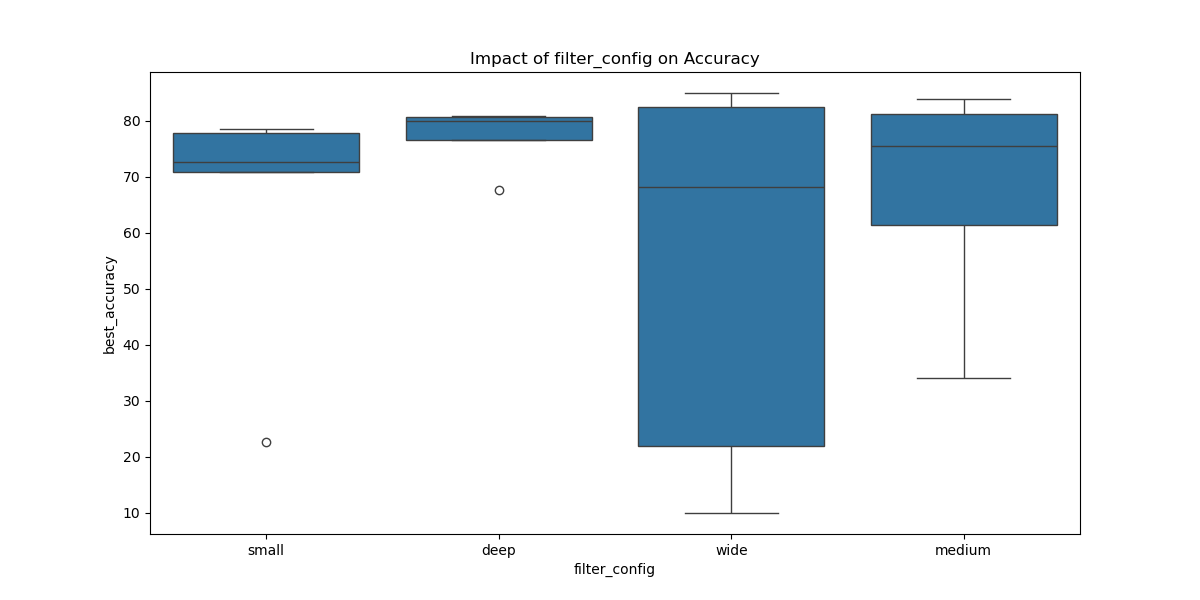 Impact of filter_config on Accuracy
best_accuracy
80
70
60
50
40
30
20
10
small deep wide medium
filter_config